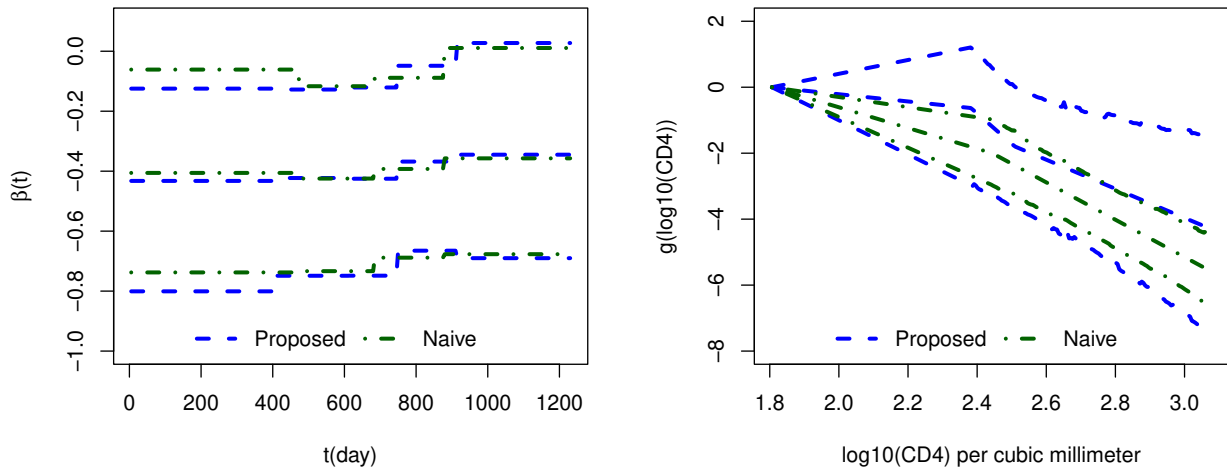 0.0
−0.2
−0.4
−0.6
−0.8
−1.0
β(t)
Proposed
Naive
0 200 400 600 800 1000 1200
t(day)
2
0
−2
−4
−6
−8
g(log10(CD4))
Proposed
Naive
1.8 2.0 2.2 2.4 2.6 2.8 3.0
log10(CD4) per cubic millimeter